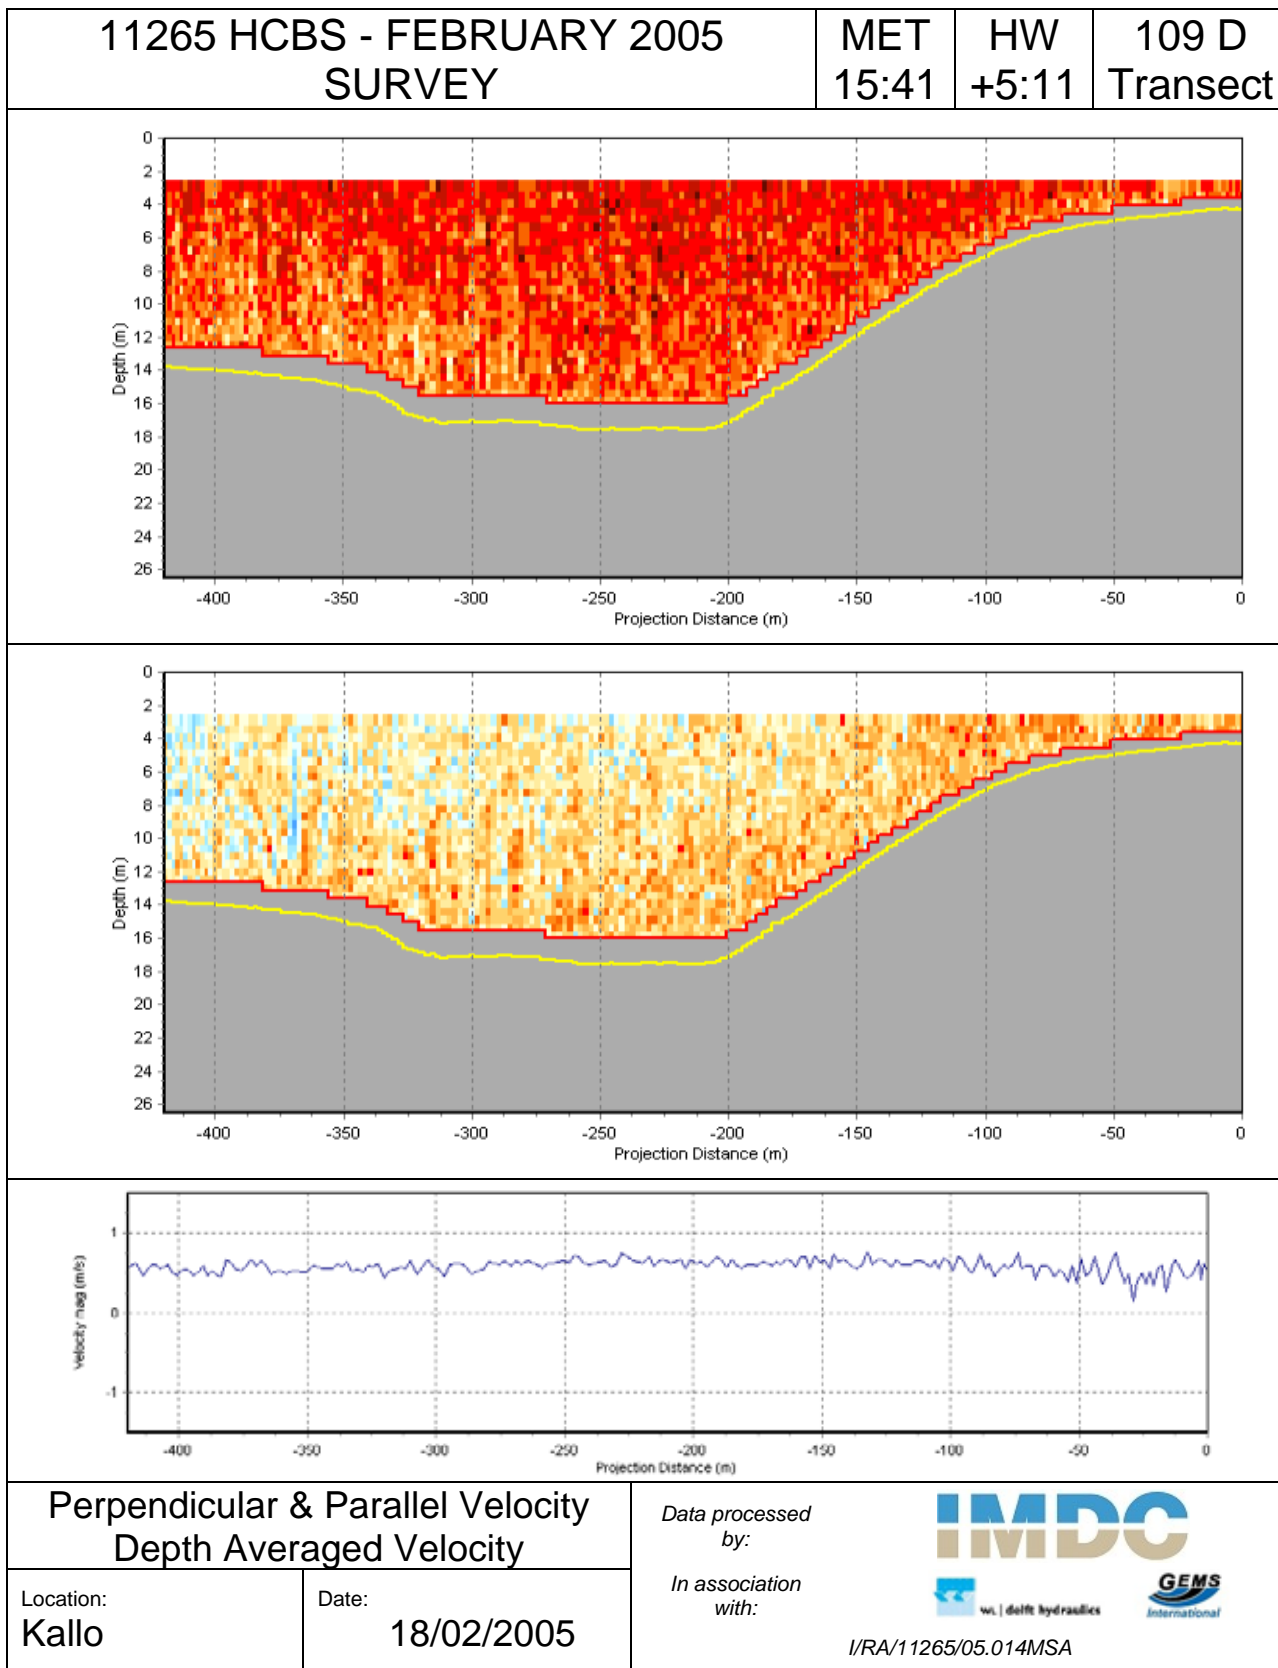 11265 HCBS - FEBRUARY 2005
SURVEY
MET
15:41
HW
+5:11
109 D
Transect
0
2
4
6
8
10
12
14
16
18
20
22
24
26
Depth (m)
-400 -350 -300 -250 -200 -150 -100 -50 0
Projection Distance (m)
0
2
4
6
8
10
12
14
16
18
20
22
24
26
Depth (m)
-400 -350 -300 -250 -200 -150 -100 -50 0
Projection Distance (m)
1
0
-1
Velocity mag (m/s)
-400 -350 -300 -250 -200 -150 -100 -50 0
Projection Distance (m)
Perpendicular & Parallel Velocity
Depth Averaged Velocity
Location:
Kallo
Date:
18/02/2005
Data processed
by:
IMDC
In association
with:
WL | delft hydraulics
GEMS
International
I/RA/11265/05.014MSA